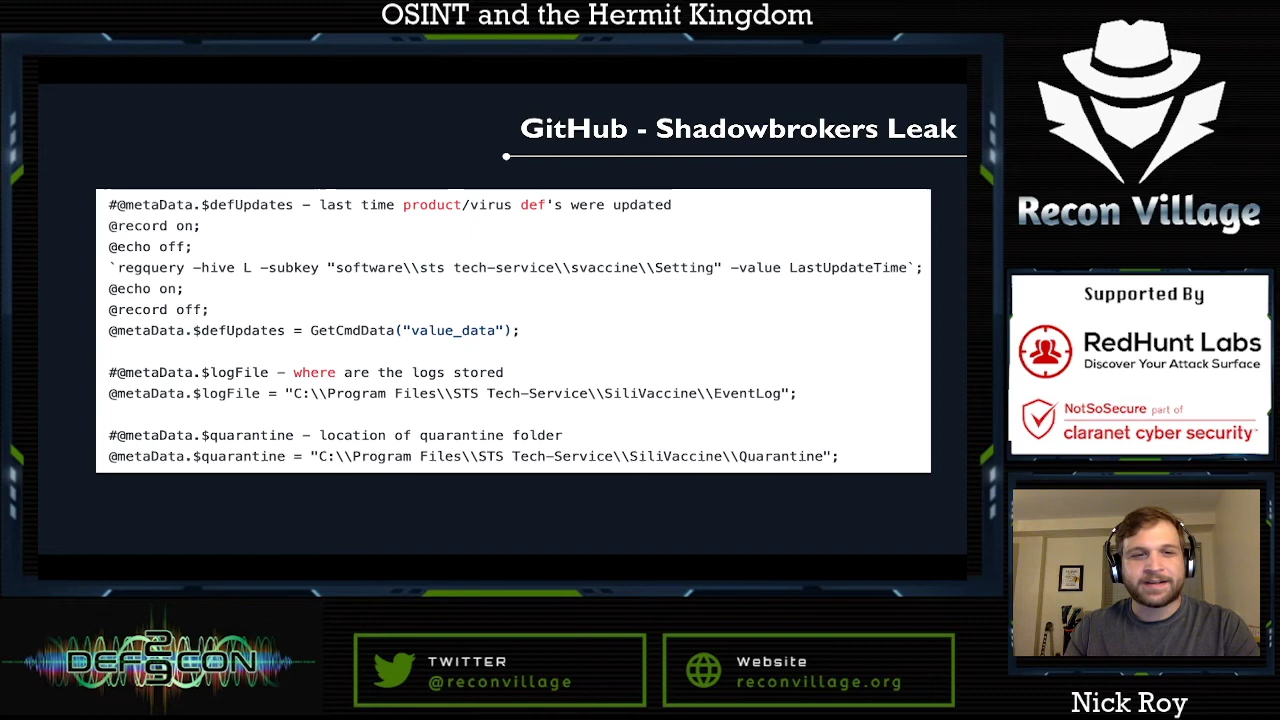 OSINT and the Hermit Kingdom
GitHub - Shadowbrokers Leak
#@metaData.$defUpdates - last time product/virus def's were updated
@record on;
@echo off;
`regquery -hive L -subkey "software\\sts tech-service\\svaccine\\Setting" -value LastUpdateTime`;
@echo on;
@record off;
@metaData.$defUpdates = GetCmdData("value_data");
#@metaData.$logFile - where are the logs stored
@metaData.$logFile = "C:\\Program Files\\STS Tech-Service\\SiliVaccine\\EventLog";
#@metaData.$quarantine - location of quarantine folder
@metaData.$quarantine = "C:\\Program Files\\STS Tech-Service\\SiliVaccine\\Quarantine";
Recon Village
Supported By
RedHunt Labs
Discover Your Attack Surface
NotSoSecure part of
claranet cyber security
DEF CON
29
TWITTER
@reconvillage
Website
reconvillage.org
Nick Roy